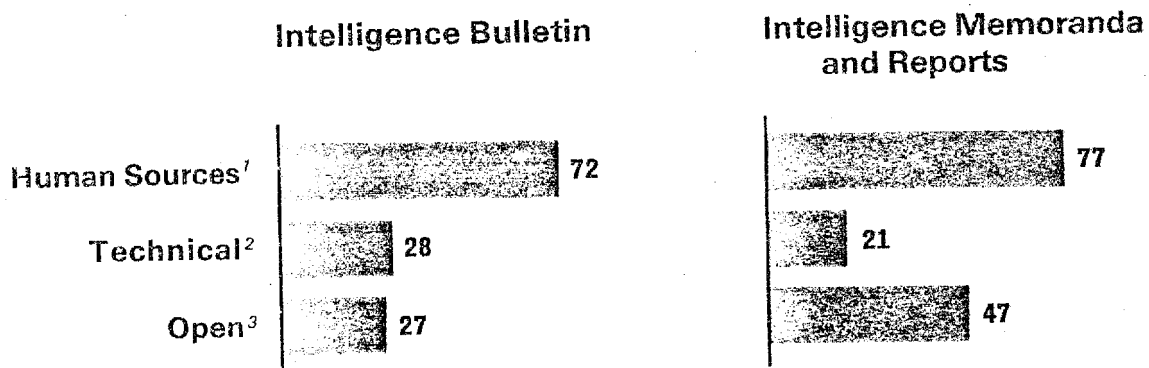 Intelligence Bulletin
Intelligence Memoranda
and Reports
Human Sources¹ 72 77
Technical² 28 21
Open³ 27 47